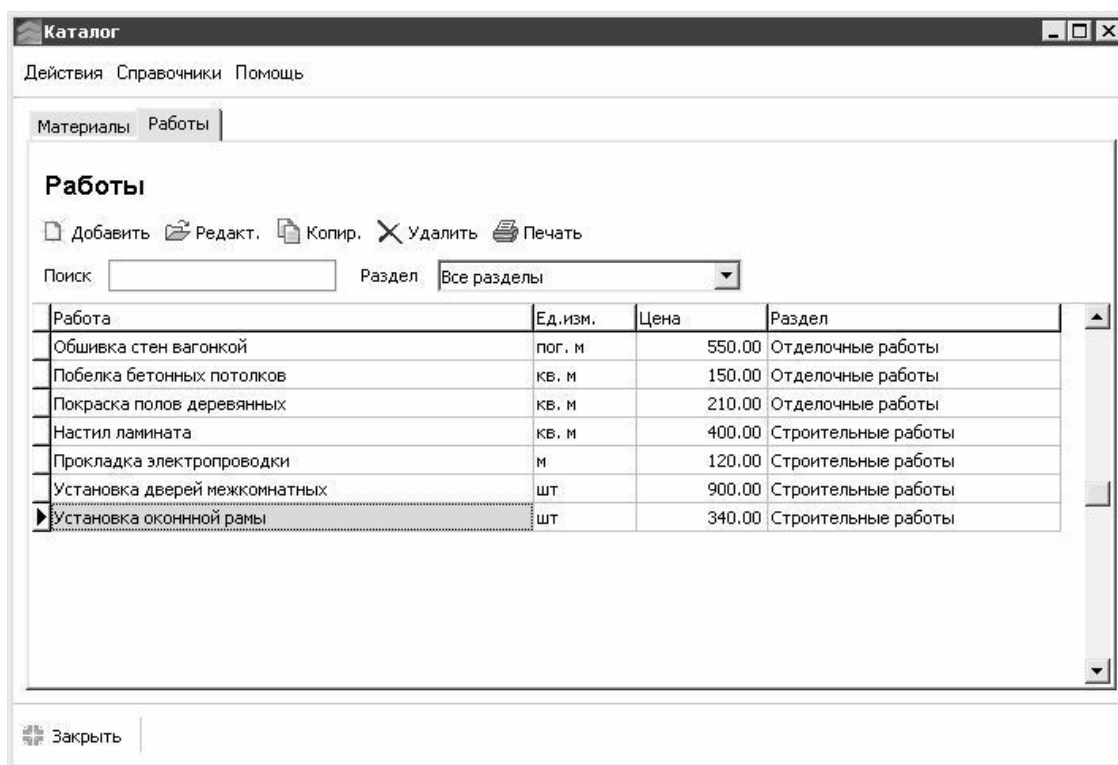 Каталог
Действия Справочники Помощь
Материалы Работы
Работы
Добавить Редакт. Копир. Удалить Печать
Поиск Раздел Все разделы
Работа Ед.изм. Цена Раздел
Обшивка стен вагонкой пог. м 550.00 Отделочные работы
Побелка бетонных потолков кв. м 150.00 Отделочные работы
Покраска полов деревянных кв. м 210.00 Отделочные работы
Настил ламината кв. м 400.00 Строительные работы
Прокладка электропроводки м 120.00 Строительные работы
Установка дверей межкомнатных шт 900.00 Строительные работы
Установка оконнной рамы шт 340.00 Строительные работы
Закрыть